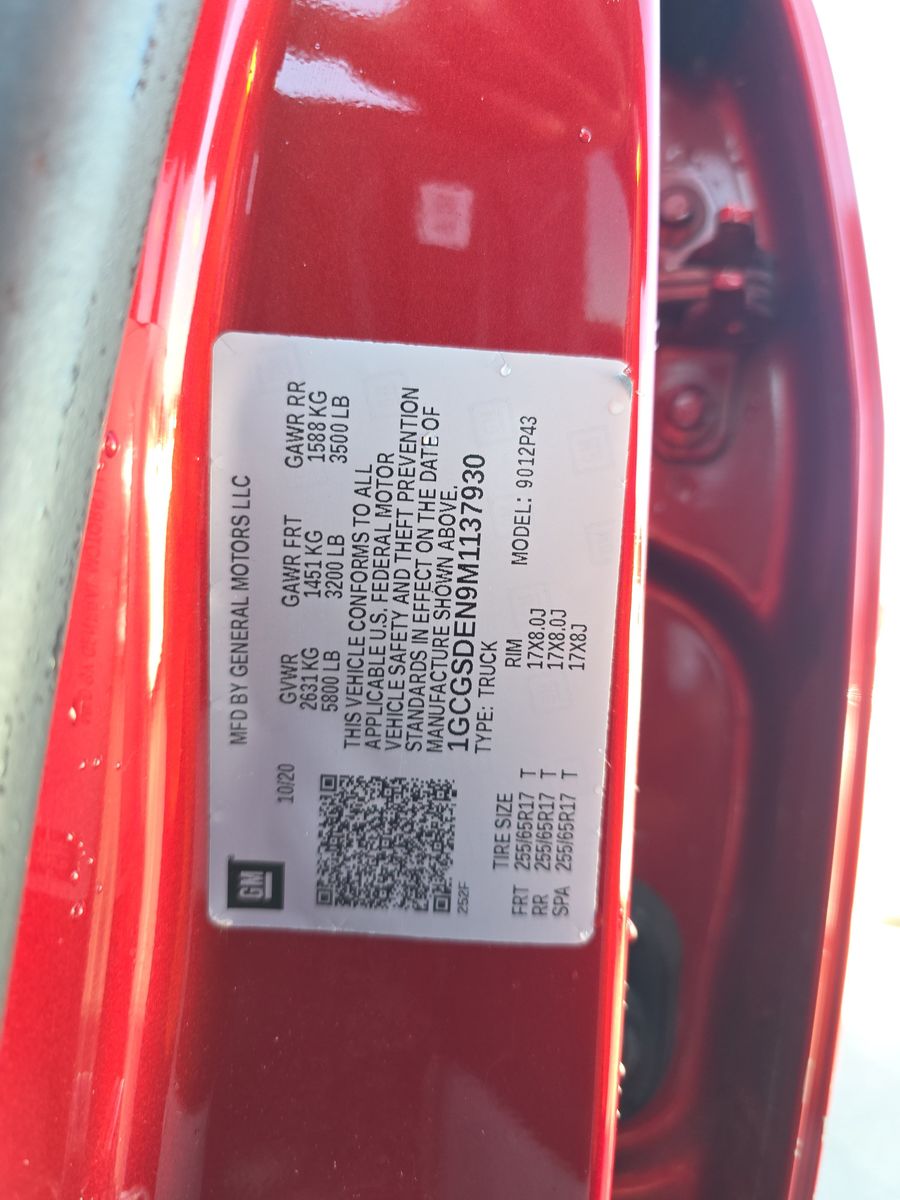 GM
10/20
MFD BY GENERAL MOTORS LLC
GVWR GAWR FRT GAWR RR
2631 KG 1451 KG 1588 KG
5800 LB 3200 LB 3500 LB
THIS VEHICLE CONFORMS TO ALL
APPLICABLE U.S. FEDERAL MOTOR
VEHICLE SAFETY AND THEFT PREVENTION
STANDARDS IN EFFECT ON THE DATE OF
MANUFACTURE SHOWN ABOVE.
1GCGSDEN9M1137930
252F
TYPE: TRUCK MODEL: 9012P43
TIRE SIZE RIM
FRT 255/65R17 T 17X8.0J
RR 255/65R17 T 17X8.0J
SPA 255/65R17 T 17X8J